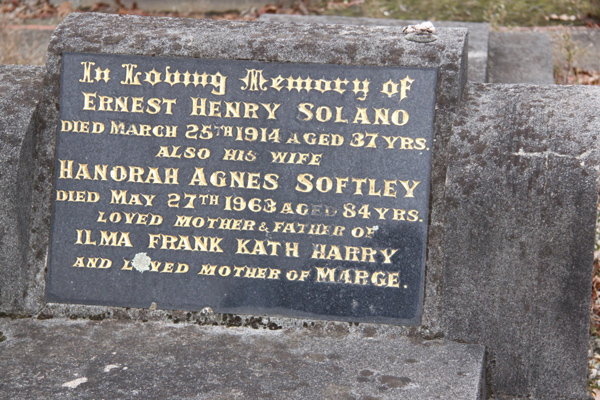 In Loving Memory of
ERNEST HENRY SOLANO
DIED MARCH 25TH 1914 AGED 37 YRS.
ALSO HIS WIFE
HANORAH AGNES SOFTLEY
DIED MAY 27TH 1963 AGED 84 YRS.
LOVED MOTHER & FATHER OF
ILMA FRANK KATH HARRY
AND LOVED MOTHER OF MARGE.